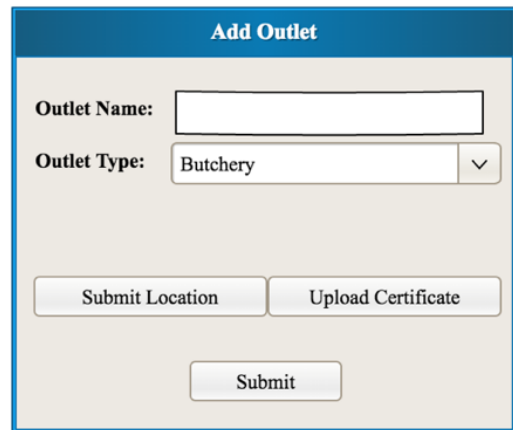 Add Outlet
Outlet Name:
Outlet Type: Butchery
Submit Location Upload Certificate
Submit